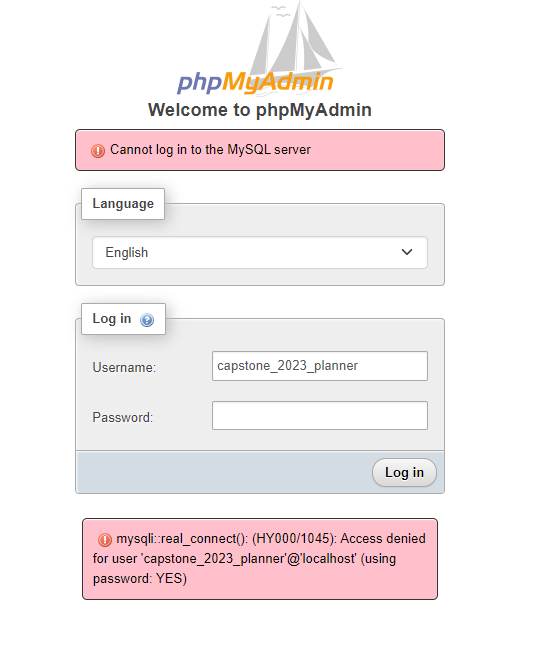 phpMyAdmin
Welcome to phpMyAdmin
Cannot log in to the MySQL server
Language
English
Log in
Username:
capstone_2023_planner
Password:
Log in
mysqli::real_connect(): (HY000/1045): Access denied
for user 'capstone_2023_planner'@'localhost' (using
password: YES)